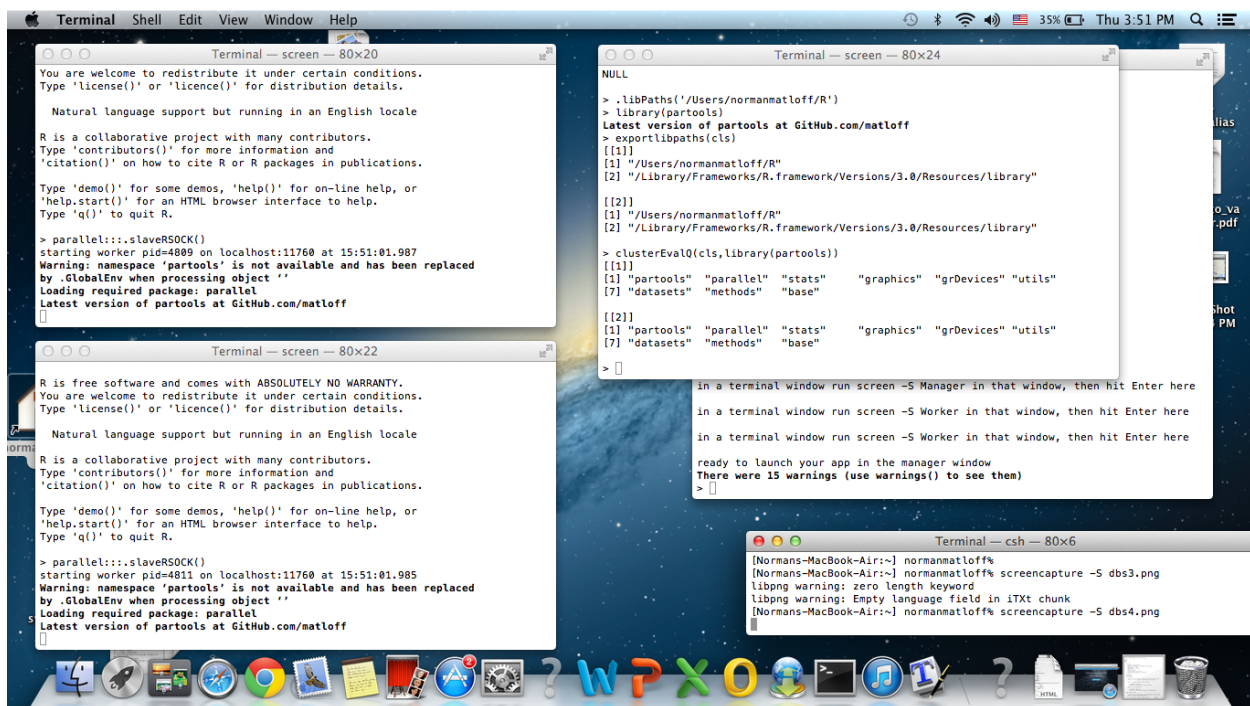 Terminal Shell Edit View Window Help
35% Thu 3:51 PM
Terminal — screen — 80×20
You are welcome to redistribute it under certain conditions.
Type 'license()' or 'licence()' for distribution details.
Natural language support but running in an English locale
R is a collaborative project with many contributors.
Type 'contributors()' for more information and
'citation()' on how to cite R or R packages in publications.
Type 'demo()' for some demos, 'help()' for on-line help, or
'help.start()' for an HTML browser interface to help.
Type 'q()' to quit R.
> parallel:::.slaveRSOCK()
starting worker pid=4809 on localhost:11760 at 15:51:01.987
Warning: namespace ‘partools’ is not available and has been replaced
by .GlobalEnv when processing object ‘’
Loading required package: parallel
Latest version of partools at GitHub.com/matloff
Terminal — screen — 80×22
R is free software and comes with ABSOLUTELY NO WARRANTY.
You are welcome to redistribute it under certain conditions.
Type 'license()' or 'licence()' for distribution details.
Natural language support but running in an English locale
R is a collaborative project with many contributors.
Type 'contributors()' for more information and
'citation()' on how to cite R or R packages in publications.
Type 'demo()' for some demos, 'help()' for on-line help, or
'help.start()' for an HTML browser interface to help.
Type 'q()' to quit R.
> parallel:::.slaveRSOCK()
starting worker pid=4811 on localhost:11760 at 15:51:01.985
Warning: namespace ‘partools’ is not available and has been replaced
by .GlobalEnv when processing object ‘’
Loading required package: parallel
Latest version of partools at GitHub.com/matloff
Terminal — screen — 80×24
NULL
> .libPaths('/Users/normanmatloff/R')
> library(partools)
Latest version of partools at GitHub.com/matloff
> exportlibpaths(cls)
[[1]]
[1] "/Users/normanmatloff/R"
[2] "/Library/Frameworks/R.framework/Versions/3.0/Resources/library"
[[2]]
[1] "/Users/normanmatloff/R"
[2] "/Library/Frameworks/R.framework/Versions/3.0/Resources/library"
> clusterEvalQ(cls,library(partools))
[[1]]
[1] "partools" "parallel" "stats" "graphics" "grDevices" "utils"
[7] "datasets" "methods" "base"
[[2]]
[1] "partools" "parallel" "stats" "graphics" "grDevices" "utils"
[7] "datasets" "methods" "base"
>
in a terminal window run screen -S Manager in that window, then hit Enter here
in a terminal window run screen -S Worker in that window, then hit Enter here
in a terminal window run screen -S Worker in that window, then hit Enter here
ready to launch your app in the manager window
There were 15 warnings (use warnings() to see them)
>
Terminal — csh — 80×6
[Normans-MacBook-Air:~] normanmatloff%
[Normans-MacBook-Air:~] normanmatloff% screencapture -S dbs3.png
libpng warning: zero length keyword
libpng warning: Empty language field in iTXt chunk
[Normans-MacBook-Air:~] normanmatloff% screencapture -S dbs4.png
lias
o_va
r.pdf
hot
PM
norma
2
HTML